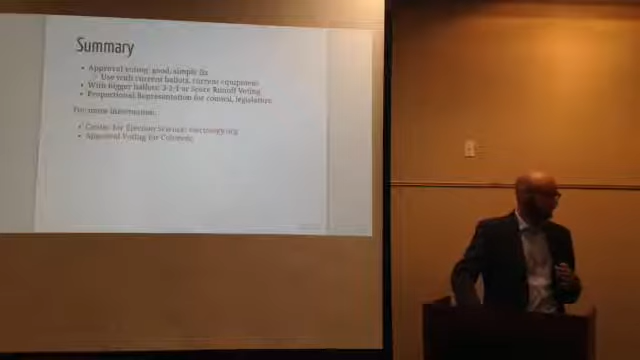 Summary
Approval voting: good, simple fix
Use with current ballots, current equipment
With bigger ballots: 3-2-1 or Score Runoff Voting
Proportional Representation for council, legislature
For more information:
Center for Election Science: electology.org
Approval Voting for Colorado